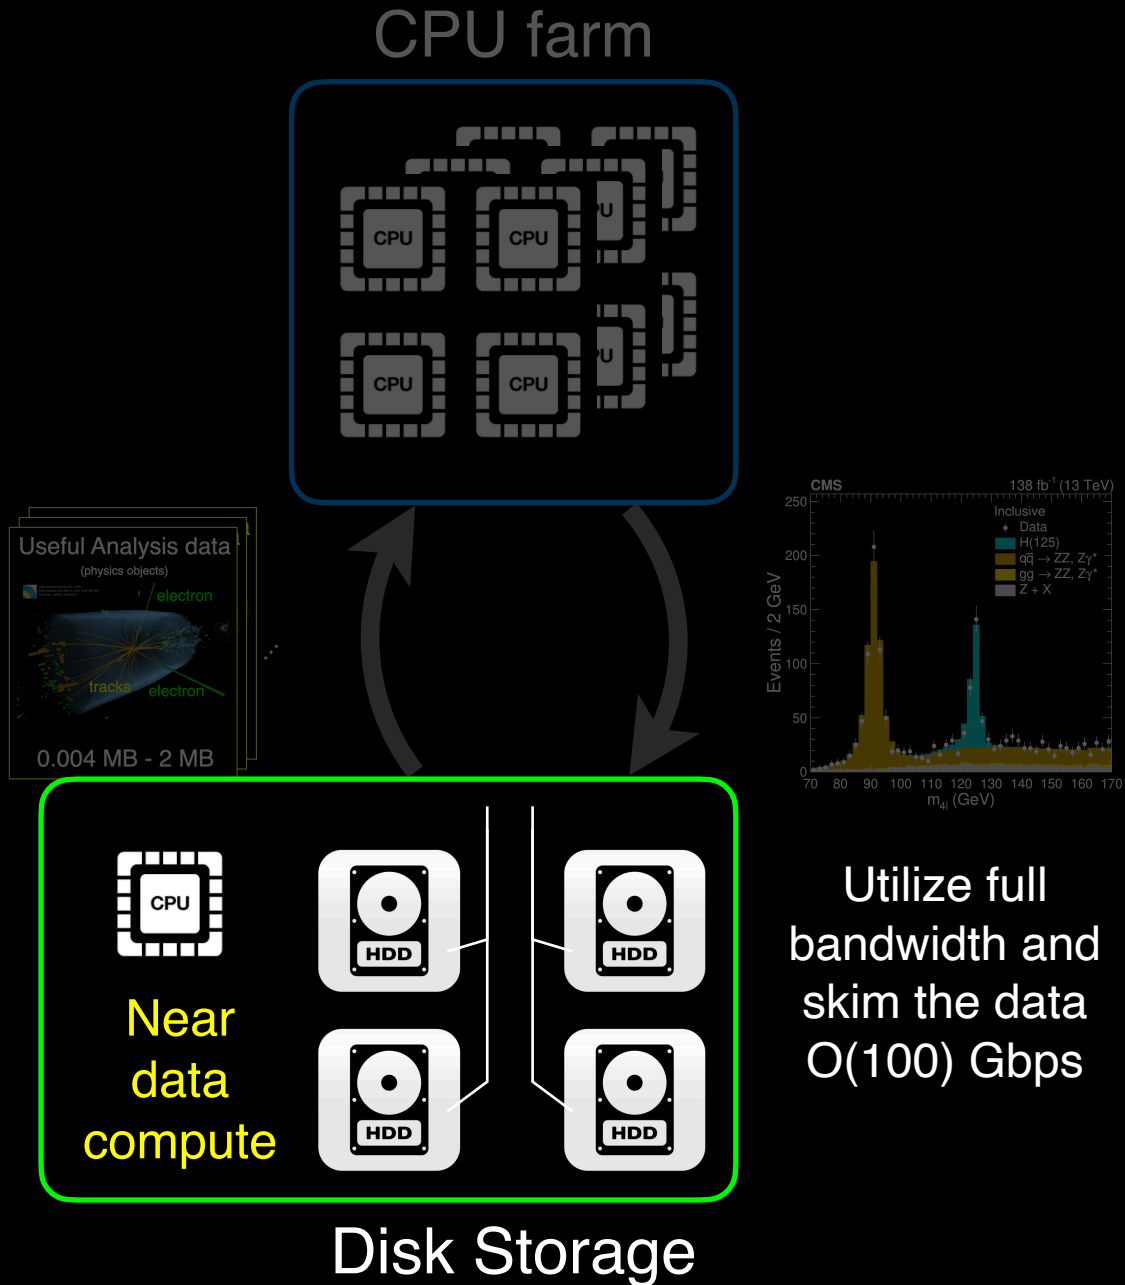 CPU farm
CPU
CPU
CPU
CPU
Useful Analysis data
(physics objects)
electron
tracks
electron
0.004 MB - 2 MB
...
CMS
138 fb⁻¹ (13 TeV)
Inclusive
Data
H(125)
qq̄ → ZZ, Zγ*
gg → ZZ, Zγ*
Z + X
Events / 2 GeV
250
200
150
100
50
0
70 80 90 100 110 120 130 140 150 160 170
m4l (GeV)
CPU
Near
data
compute
HDD
HDD
HDD
HDD
Utilize full
bandwidth and
skim the data
O(100) Gbps
Disk Storage